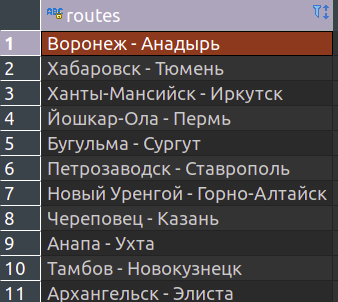 ABC routes
1 Воронеж - Анадырь
2 Хабаровск - Тюмень
3 Ханты-Мансийск - Иркутск
4 Йошкар-Ола - Пермь
5 Бугульма - Сургут
6 Петрозаводск - Ставрополь
7 Новый Уренгой - Горно-Алтайск
8 Череповец - Казань
9 Анапа - Ухта
10 Тамбов - Новокузнецк
11 Архангельск - Элиста